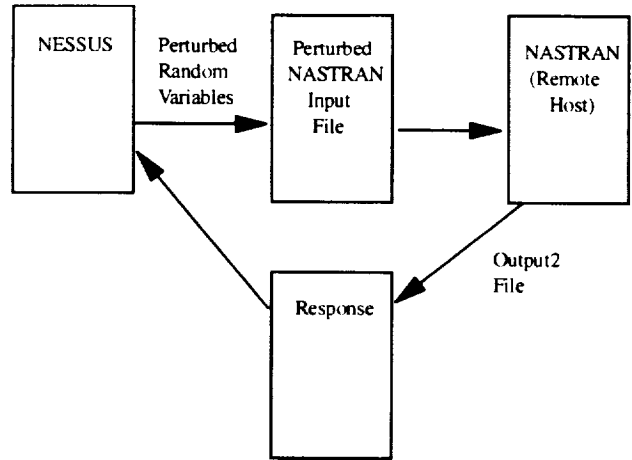 NESSUS
Perturbed
Random
Variables
Perturbed
NASTRAN
Input
File
NASTRAN
(Remote
Host)
Output2
File
Response